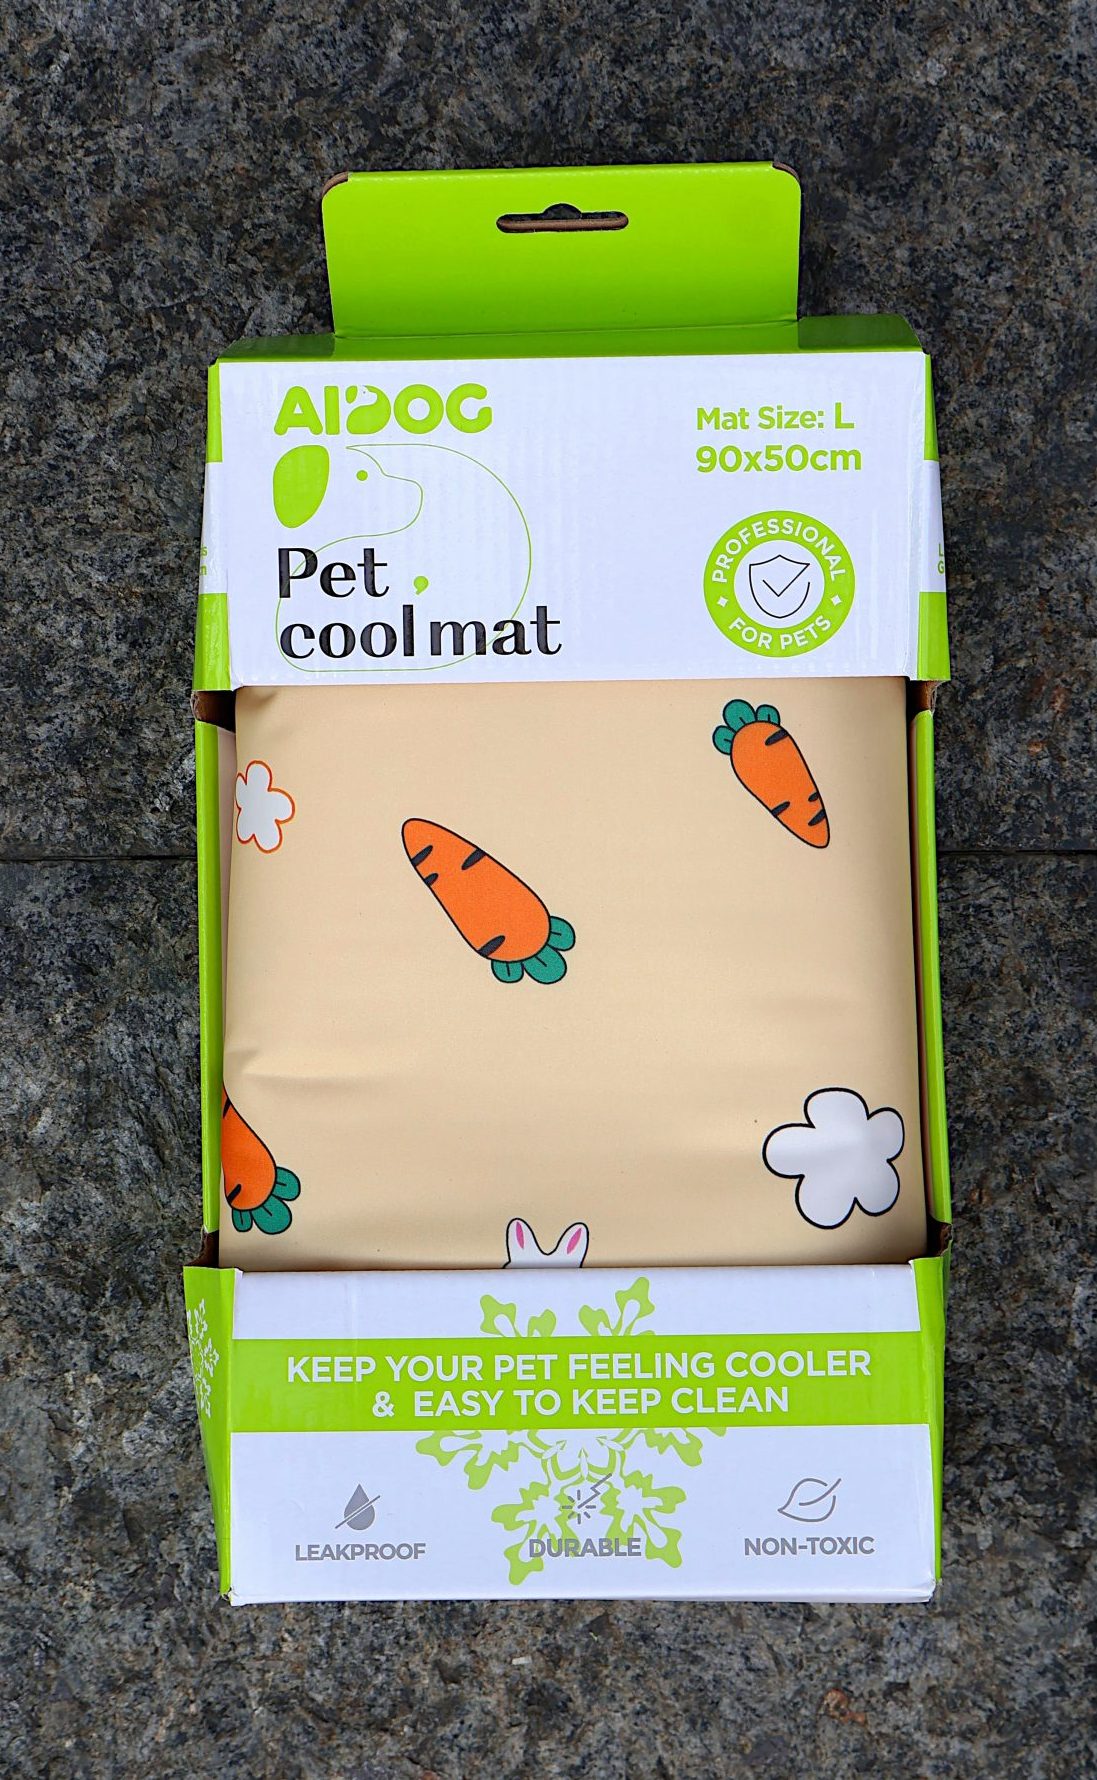 AIDOG
Mat Size: L
90x50cm
PROFESSIONAL
FOR PETS
Pet
cool mat
KEEP YOUR PET FEELING COOLER
& EASY TO KEEP CLEAN
LEAKPROOF
DURABLE
NON-TOXIC